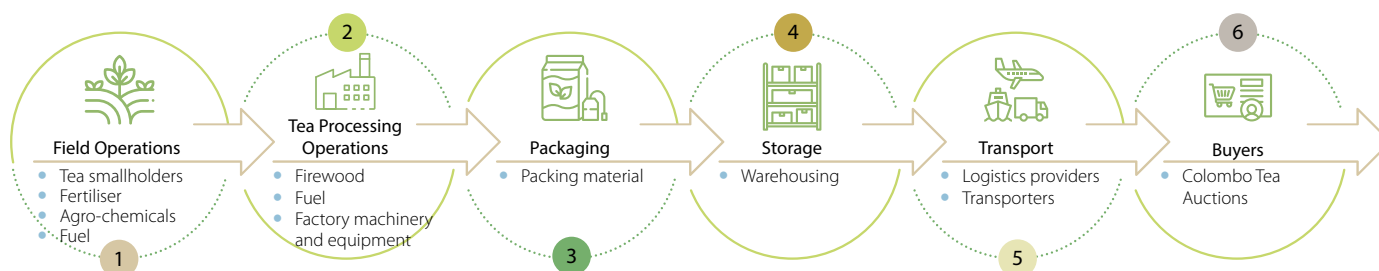 1
Field Operations
Tea smallholders
Fertiliser
Agro-chemicals
Fuel
2
Tea Processing
Operations
Firewood
Fuel
Factory machinery
and equipment
3
Packaging
Packing material
4
Storage
Warehousing
5
Transport
Logistics providers
Transporters
6
Buyers
Colombo Tea
Auctions